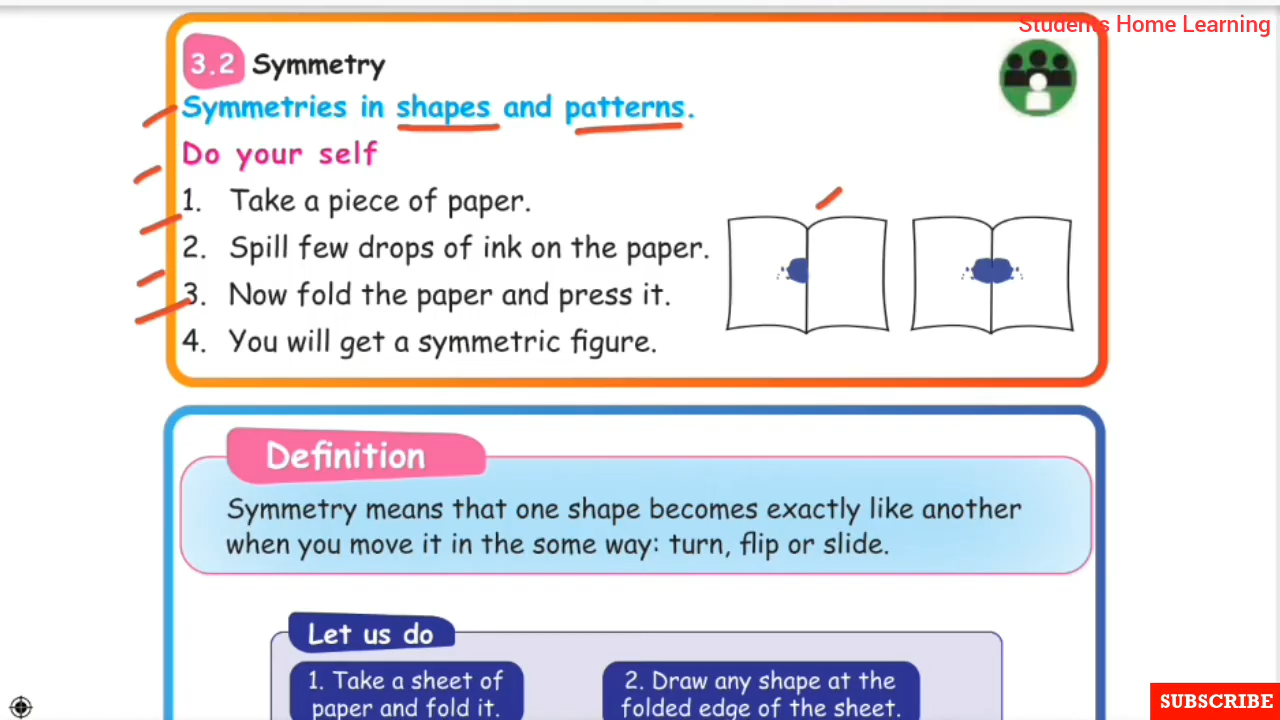 Students Home Learning
3.2 Symmetry
Symmetries in shapes and patterns.
Do your self
1. Take a piece of paper.
2. Spill few drops of ink on the paper.
3. Now fold the paper and press it.
4. You will get a symmetric figure.
Definition
Symmetry means that one shape becomes exactly like another
when you move it in the some way: turn, flip or slide.
Let us do
1. Take a sheet of
paper and fold it.
2. Draw any shape at the
folded edge of the sheet.
SUBSCRIBE